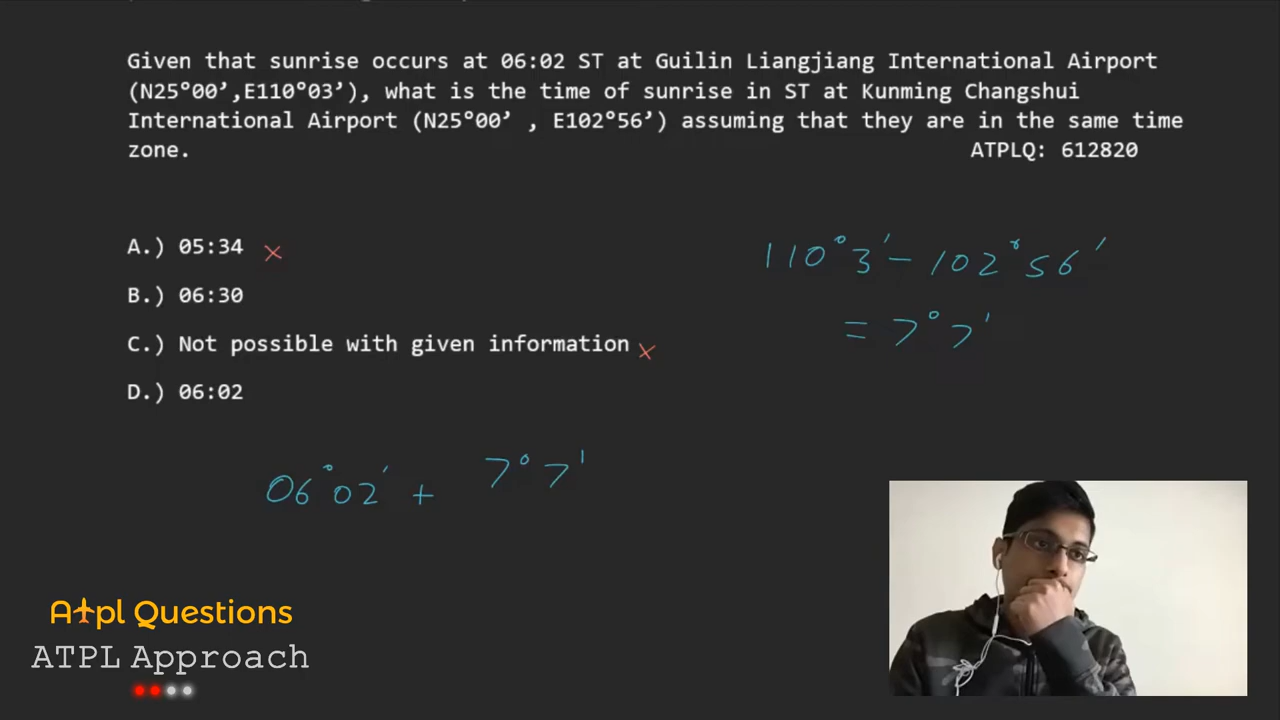 Given that sunrise occurs at 06:02 ST at Guilin Liangjiang International Airport
(N25°00’,E110°03’), what is the time of sunrise in ST at Kunming Changshui
International Airport (N25°00’ , E102°56’) assuming that they are in the same time
zone. ATPLQ: 612820
A.) 05:34 ×
B.) 06:30
C.) Not possible with given information ×
D.) 06:02
110°3' - 102°56'
= 7°7'
06°02' + 7°7'
Atpl Questions
ATPL Approach